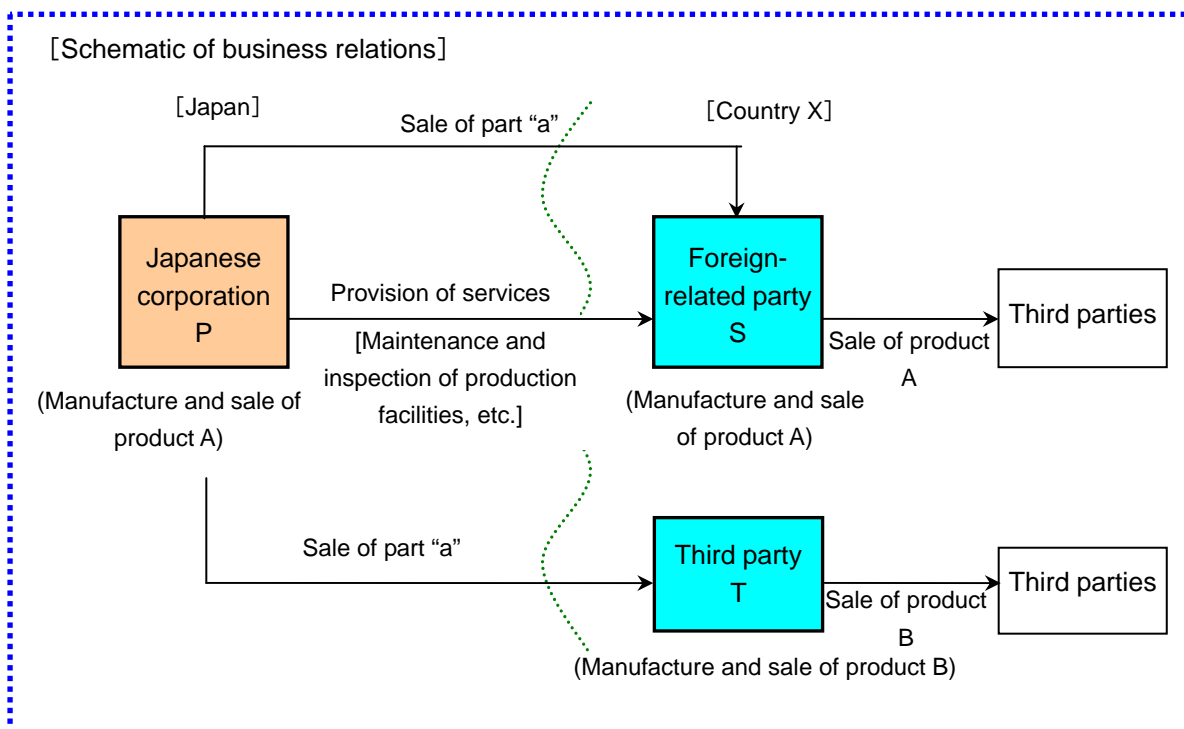 ［Schematic of business relations］
［Japan］
［Country X］
Sale of part “a”
Japanese
corporation
P
Provision of services
[Maintenance and
inspection of production
facilities, etc.]
Foreign-
related party
S
Sale of product
A
Third parties
(Manufacture and sale of
product A)
(Manufacture and sale
of product A)
Sale of part “a”
Third party
T
Sale of product
B
Third parties
(Manufacture and sale of product B)